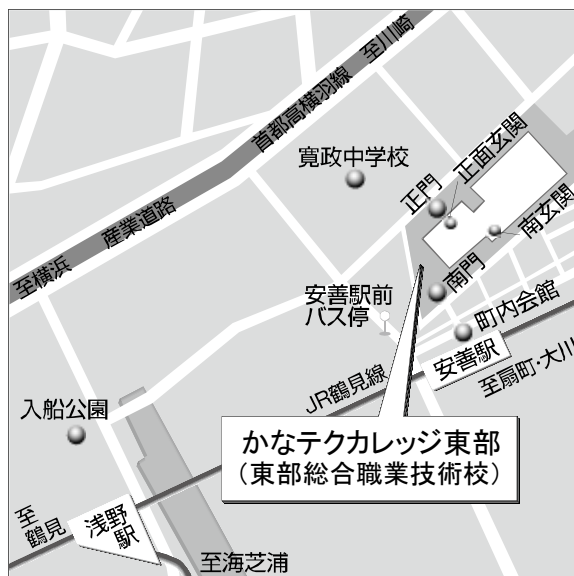 至川崎
首都高横羽線
寛政中学校
正面玄関
正門
南玄関
産業道路
至横浜
安善駅前
バス停
南門
町内会館
安善駅
JR鶴見線
至扇町・大川
入船公園
かなテクカレッジ東部
（東部総合職業技術校）
至
鶴見
浅野
駅
至海芝浦